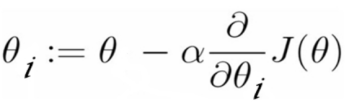 θ_i := θ − α ∂/∂θ_i J(θ)